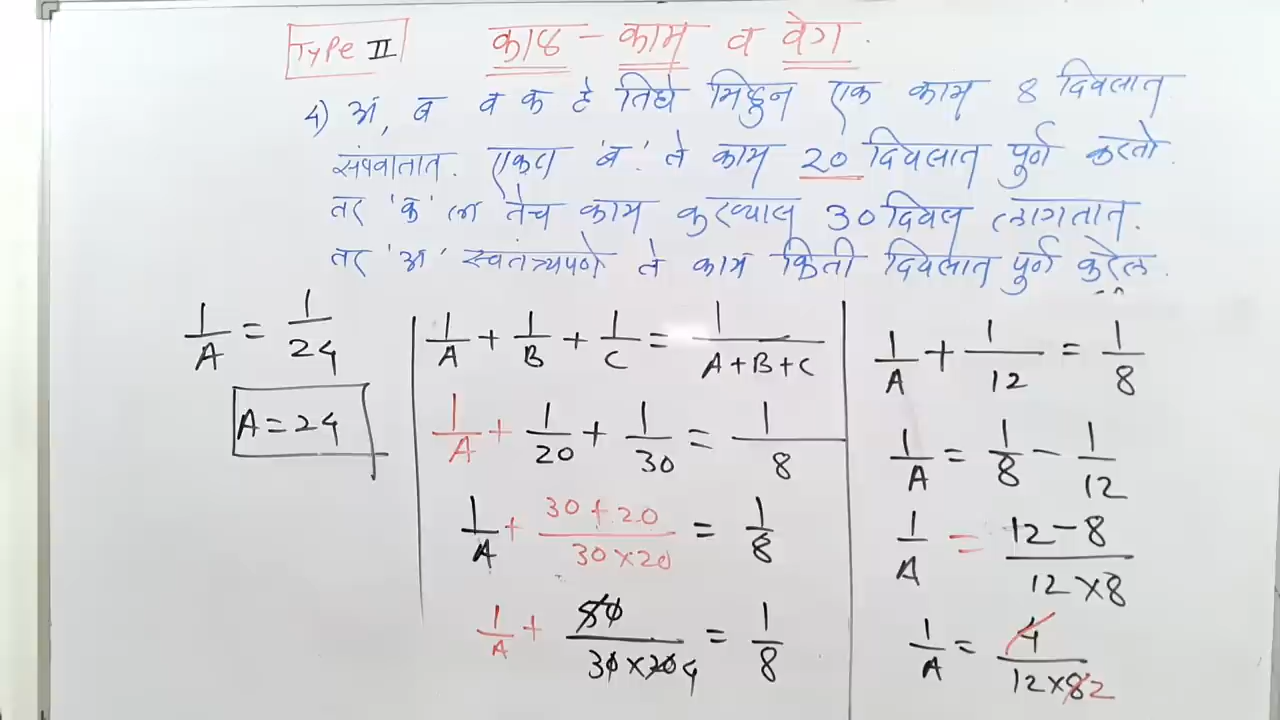 Type II
काळ - काम व वेग.
4) अ, ब व क हे तिघे मिळून एक काम 8 दिवसात
संपवातात. एकटा 'ब' ते काम 20 दिवसात पूर्ण करतो.
तर 'क' ला तेच काम करण्यास 30 दिवस लागतात.
तर 'अ' स्वतंत्र्यपणे ते काम किती दिवसात पूर्ण करेल.
1/A = 1/24
A = 24
1/A + 1/B + 1/C = 1/A+B+C
1/A + 1/20 + 1/30 = 1/8
1/A + 30+20/30×20 = 1/8
1/A + 50/30×20 4 = 1/8
1/A + 1/12 = 1/8
1/A = 1/8 - 1/12
1/A = 12-8/12×8
1/A = 4/12×8 2